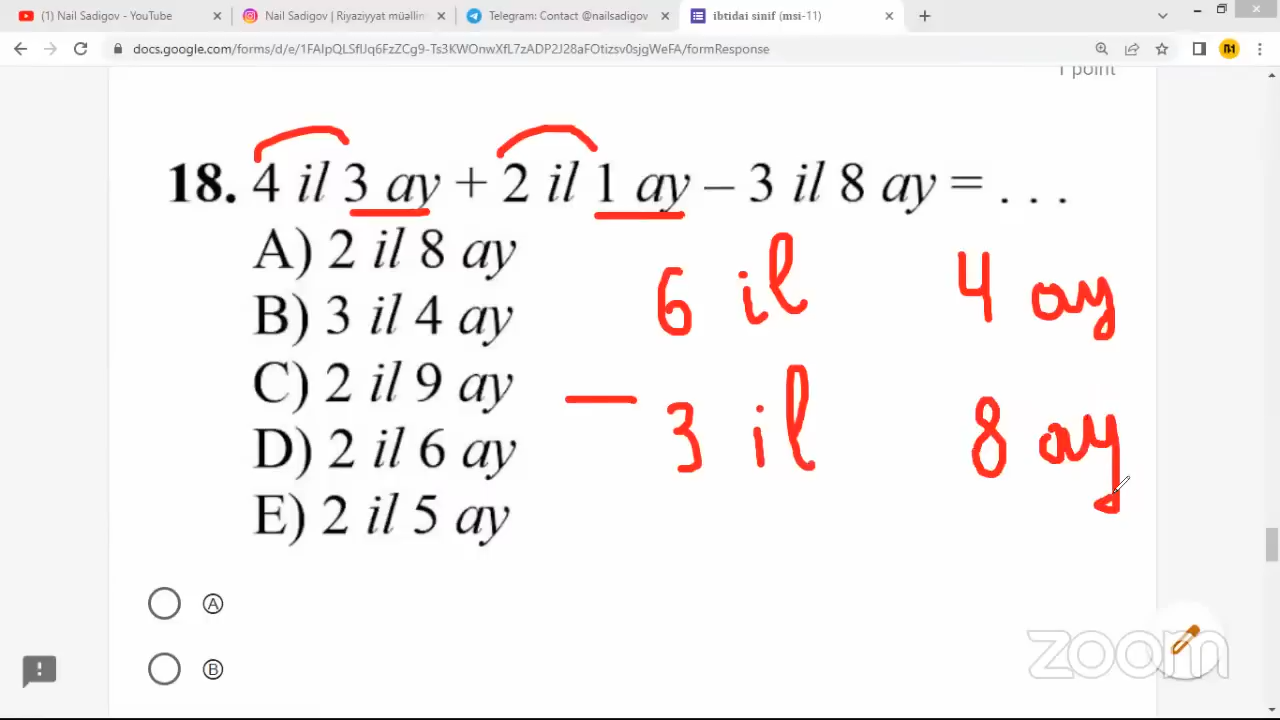 (1) Nail Sadigov - YouTube
Nail Sadigov | Riyaziyyat müəllin
Telegram: Contact @nailsadigov
ibtidai sinif (msi-11)
docs.google.com/forms/d/e/1FAIpQLSflJq6FzZCg9-Ts3KWOnwXfL7zADP2J28aFOtizsv0sjgWeFA/formResponse
1 point
18. 4 il 3 ay + 2 il 1 ay – 3 il 8 ay = . . .
A) 2 il 8 ay
B) 3 il 4 ay
C) 2 il 9 ay
D) 2 il 6 ay
E) 2 il 5 ay
6 il 4 ay
– 3 il 8 ay
A
B
zoom